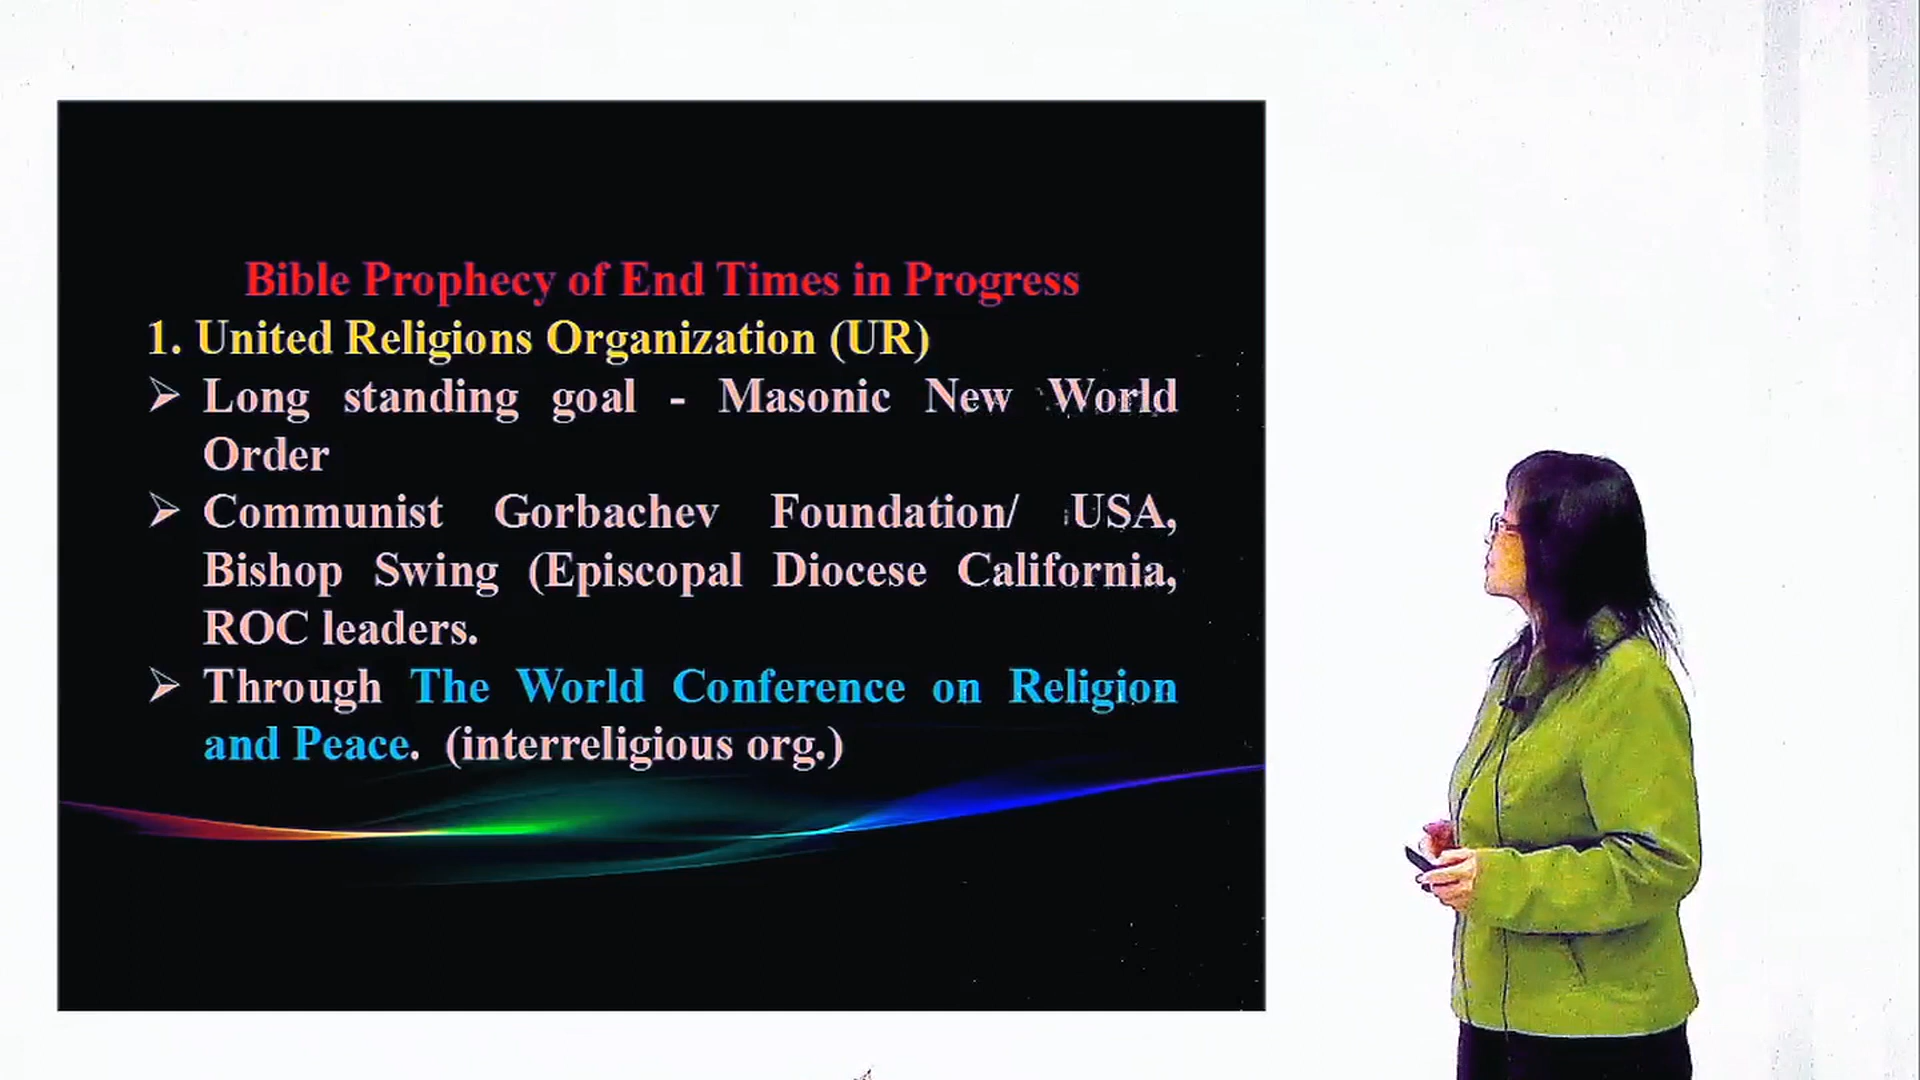 Bible Prophecy of End Times in Progress
1. United Religions Organization (UR)
➢ Long standing goal - Masonic New World
Order
➢ Communist Gorbachev Foundation/ USA,
Bishop Swing (Episcopal Diocese California,
ROC leaders.
➢ Through The World Conference on Religion
and Peace. (interreligious org.)